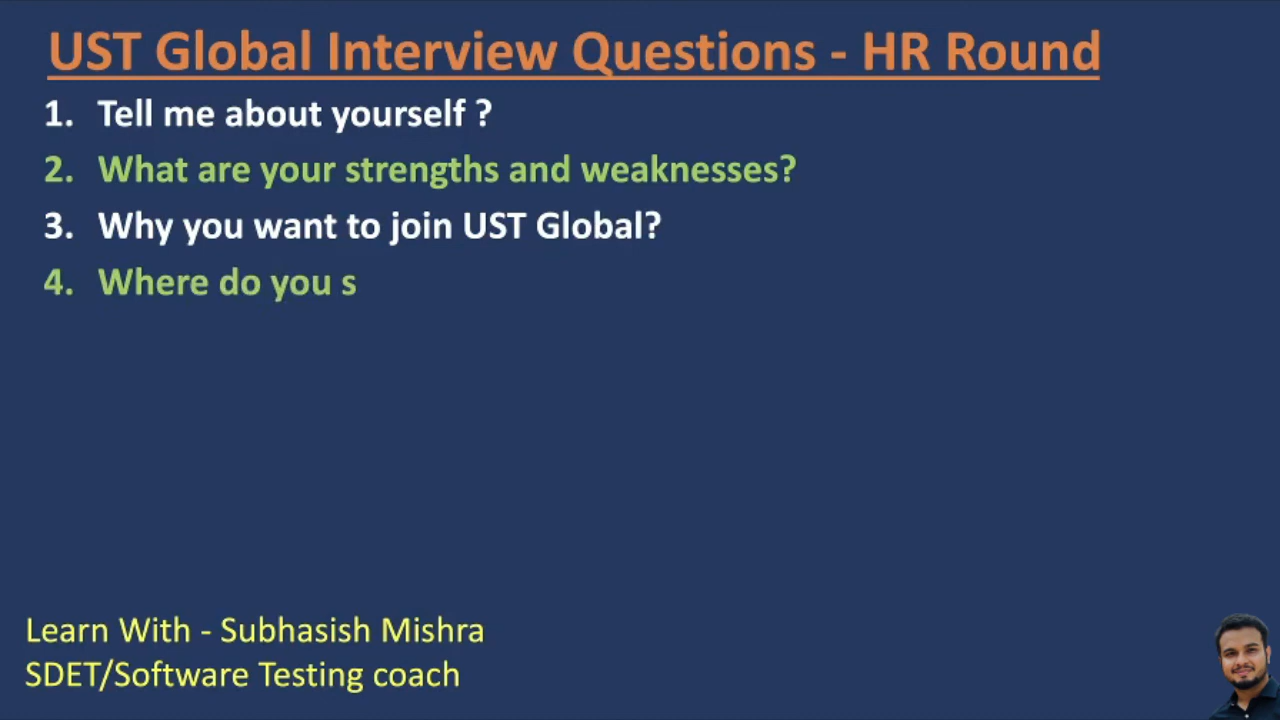 UST Global Interview Questions - HR Round
1. Tell me about yourself ?
2. What are your strengths and weaknesses?
3. Why you want to join UST Global?
4. Where do you s
Learn With - Subhasish Mishra
SDET/Software Testing coach